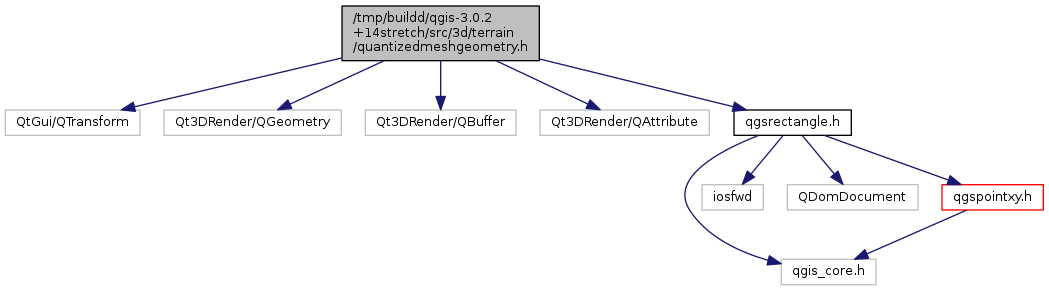 /tmp/buildd/qgis-3.0.2
+14stretch/src/3d/terrain
/quantizedmeshgeometry.h
QtGui/QTransform
Qt3DRender/QGeometry
Qt3DRender/QBuffer
Qt3DRender/QAttribute
qgsrectangle.h
iosfwd
QDomDocument
qgspointxy.h
qgis_core.h